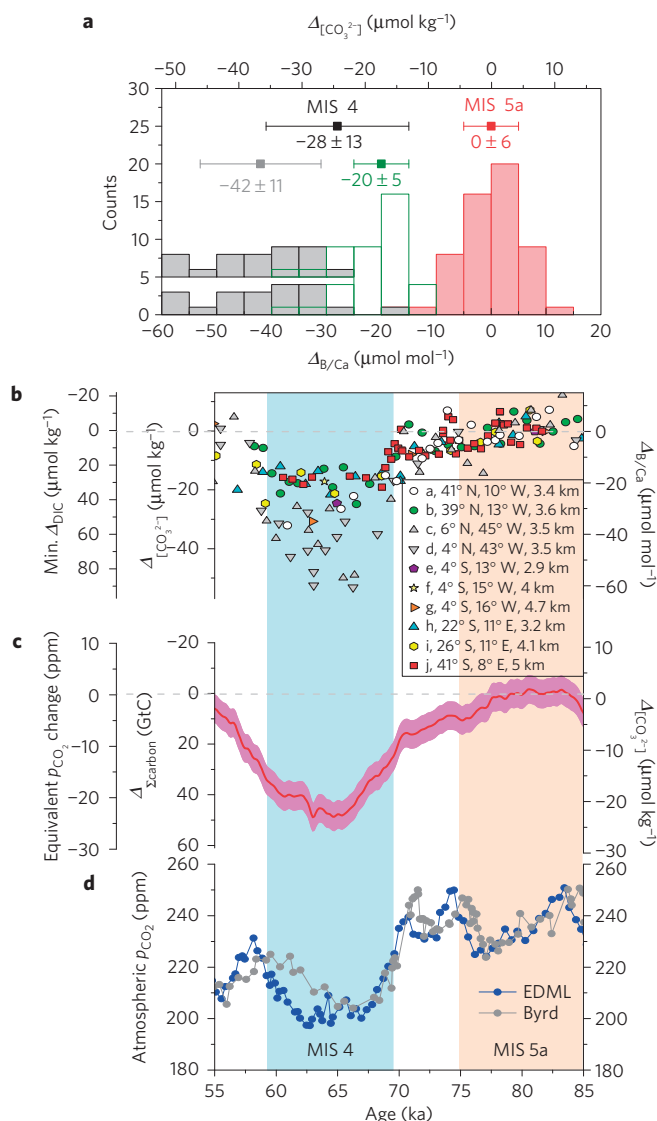 a
Δ[CO₃²⁻] (μmol kg⁻¹)
−50 −40 −30 −20 −10 0 10
30
25
20
15
10
5
5
0
Counts
MIS 4
−28 ± 13
−42 ± 11
−20 ± 5
MIS 5a
0 ± 6
−60 −50 −40 −30 −20 −10 0 10 20
ΔB/Ca (μmol mol⁻¹)
b
Min. ΔDIC (μmol kg⁻¹)
−20
0
20
40
60
80
Δ[CO₃²⁻] (μmol kg⁻¹)
0
−20
−40
ΔB/Ca (μmol mol⁻¹)
0
−20
−40
−60
a, 41° N, 10° W, 3.4 km
b, 39° N, 13° W, 3.6 km
c, 6° N, 45° W, 3.5 km
d, 4° N, 43° W, 3.5 km
e, 4° S, 13° W, 2.9 km
f, 4° S, 15° W, 4 km
g, 4° S, 16° W, 4.7 km
h, 22° S, 11° E, 3.2 km
i, 26° S, 11° E, 4.1 km
j, 41° S, 8° E, 5 km
c
Equivalent pCO₂ change (ppm)
10
0
−10
−20
−30
ΔΣcarbon (GtC)
−20
0
20
40
60
Δ[CO₃²⁻] (μmol kg⁻¹)
10
0
−10
−20
−30
d
Atmospheric pCO₂ (ppm)
260
240
220
200
180
260
240
220
200
180
EDML
Byrd
MIS 4
MIS 5a
55 60 65 70 75 80 85
Age (ka)